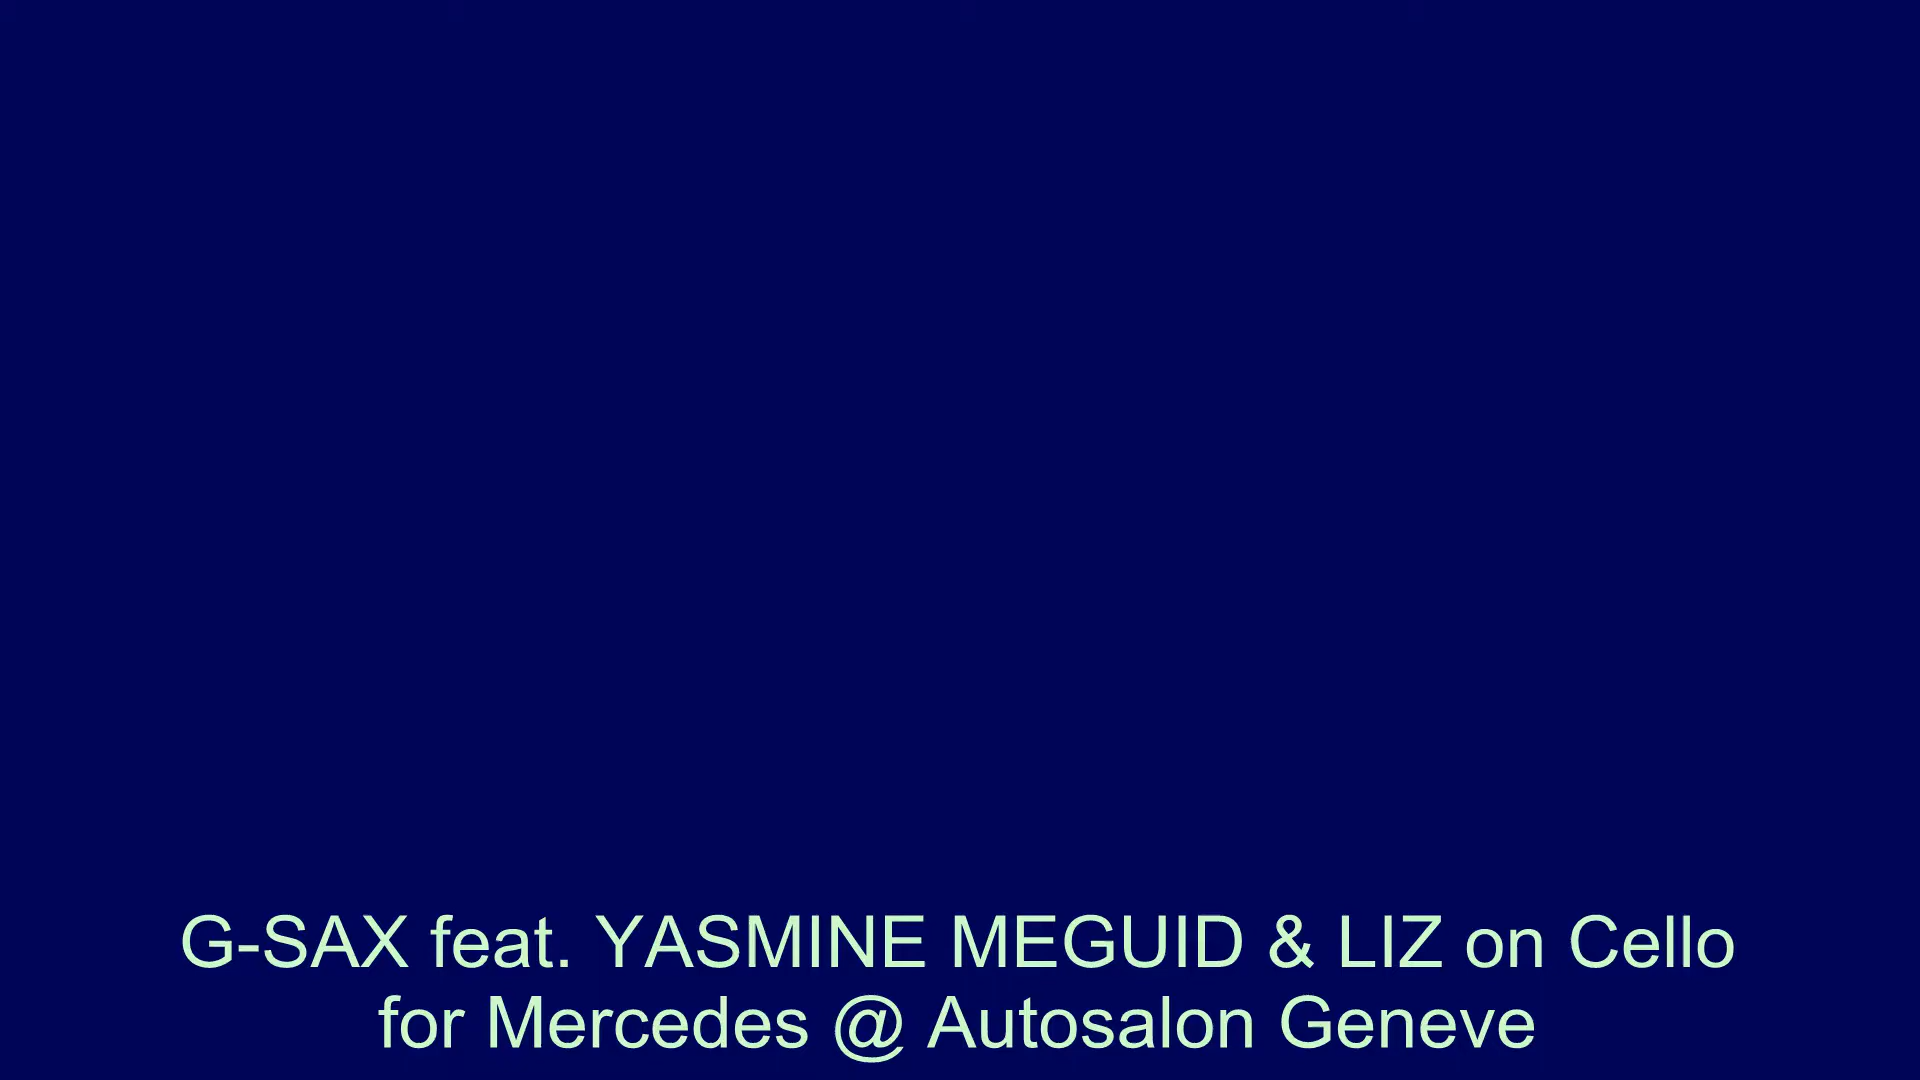 G-SAX feat. YASMINE MEGUID & LIZ on Cello
for Mercedes @ Autosalon Geneve